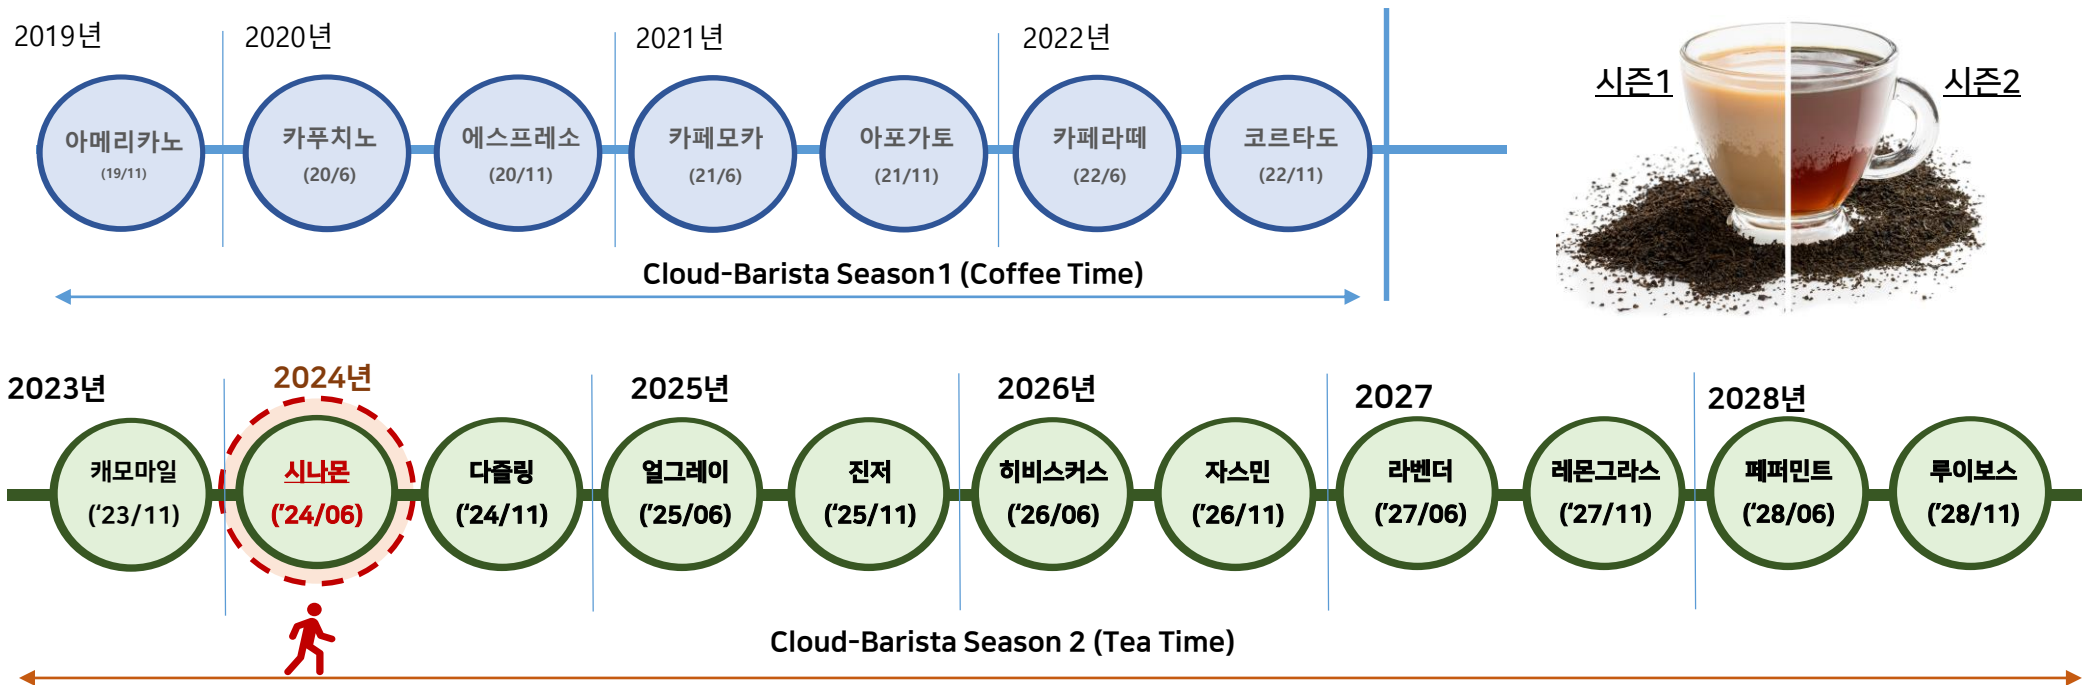 2019년
2020년
2021년
2022년
시즌1
시즌2
아메리카노
(19/11)
카푸치노
(20/6)
에스프레소
(20/11)
카페모카
(21/6)
아포가토
(21/11)
카페라떼
(22/6)
코르타도
(22/11)
Cloud-Barista Season1 (Coffee Time)
2023년
2024년
2025년
2026년
2027
2028년
캐모마일
(‘23/11)
시나몬
(’24/06)
다즐링
(‘24/11)
얼그레이
(’25/06)
진저
(‘25/11)
히비스커스
(‘26/06)
쟈스민
(’26/11)
라벤더
(’27/06)
레몬그라스
(‘27/11)
페퍼민트
(‘28/06)
루이보스
(’28/11)
Cloud-Barista Season 2 (Tea Time)